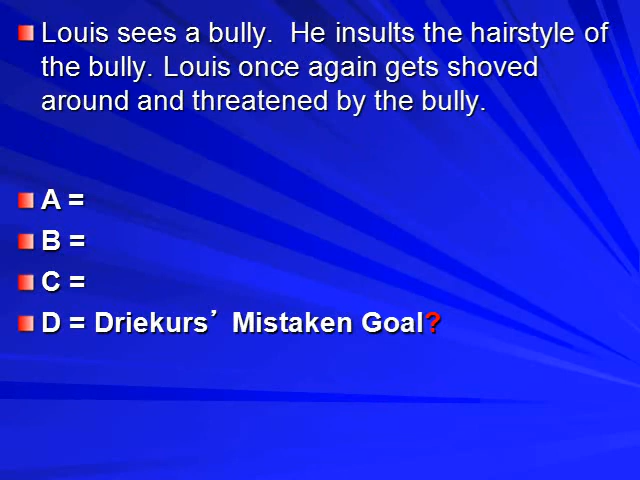 Louis sees a bully.  He insults the hairstyle of
the bully. Louis once again gets shoved
around and threatened by the bully.
A =
B =
C =
D = Driekurs’ Mistaken Goal?